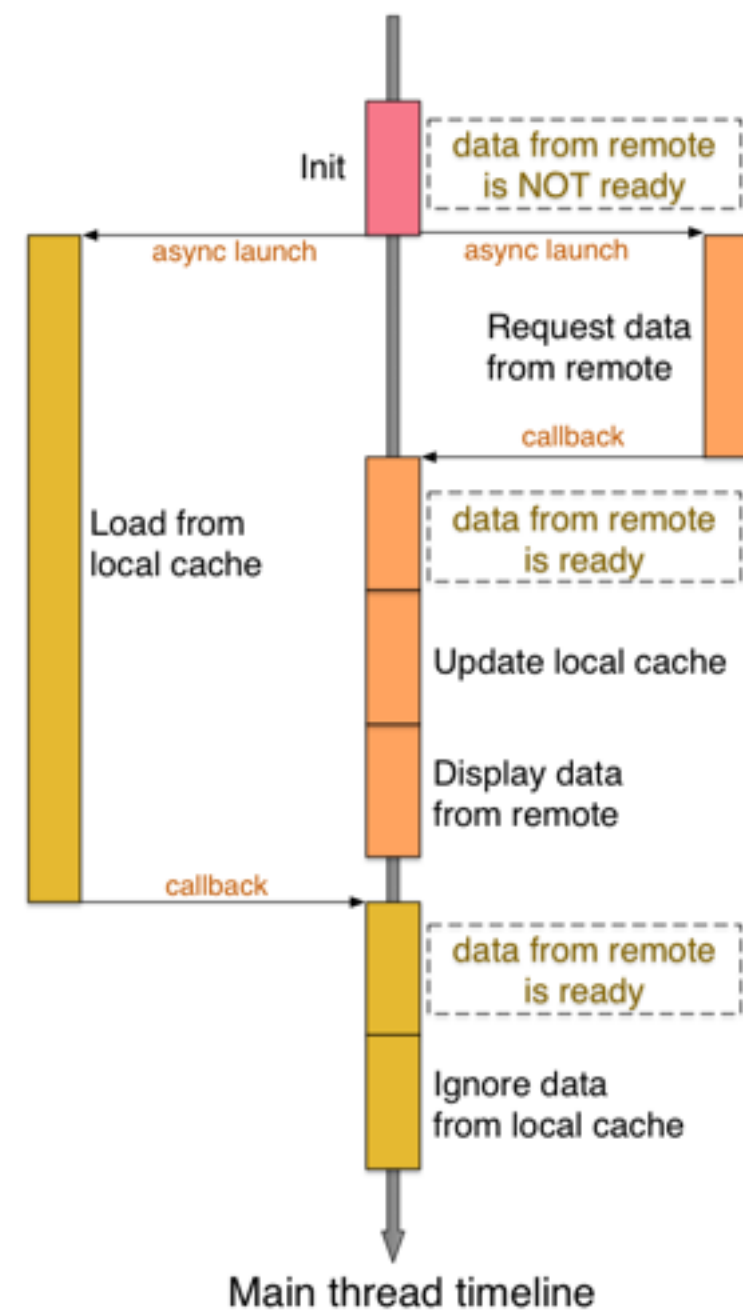 Init
data from remote
is NOT ready
async launch
async launch
Request data
from remote
callback
data from remote
is ready
Load from
local cache
Update local cache
Display data
from remote
callback
data from remote
is ready
Ignore data
from local cache
Main thread timeline